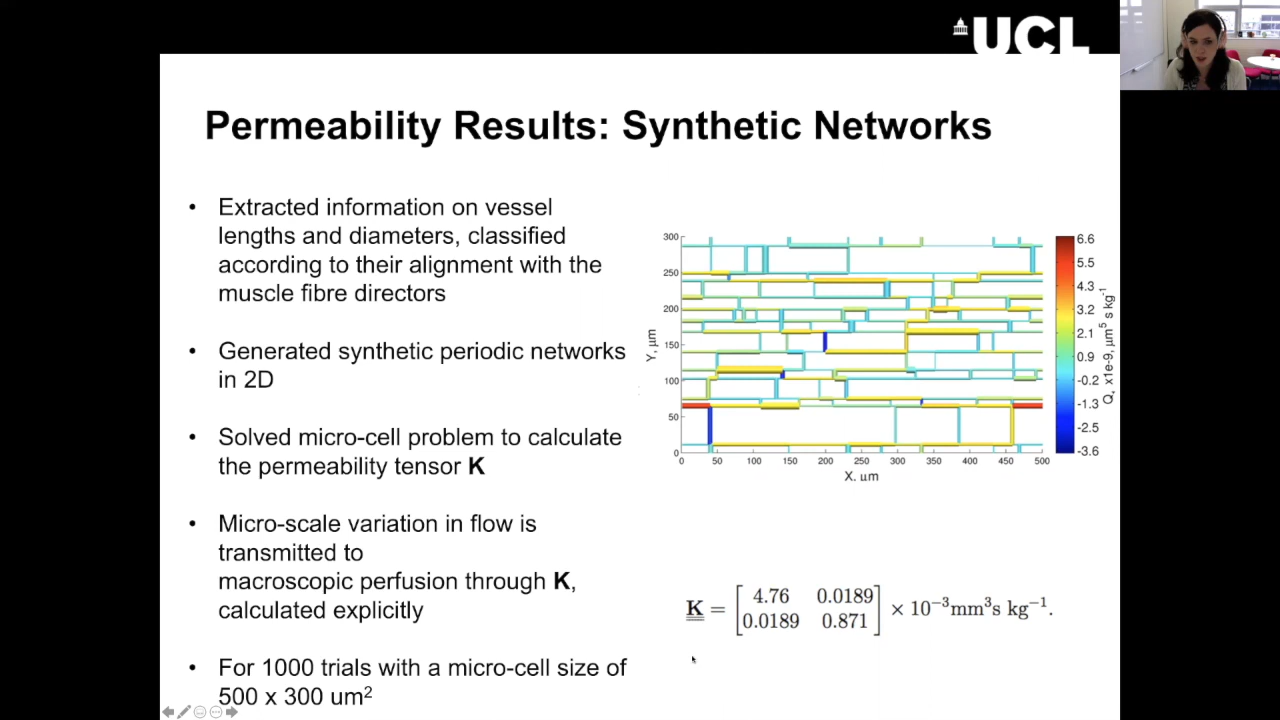 UCL
Permeability Results: Synthetic Networks
• Extracted information on vessel
lengths and diameters, classified
according to their alignment with the
muscle fibre directors
• Generated synthetic periodic networks
in 2D
• Solved micro-cell problem to calculate
the permeability tensor K
• Micro-scale variation in flow is
transmitted to
macroscopic perfusion through K,
calculated explicitly
• For 1000 trials with a micro-cell size of
500 x 300 um²
300
250
200
150
100
50
0
Y, μm
0 50 100 150 200 250 300 350 400 450 500
X, μm
6.6
5.5
4.3
3.2
2.1
0.9
-0.2
-1.3
-2.5
-3.6
Q, x1e-9, μm⁵ s kg⁻¹
K = [4.76 0.0189
0.0189 0.871] × 10⁻³mm³s kg⁻¹.